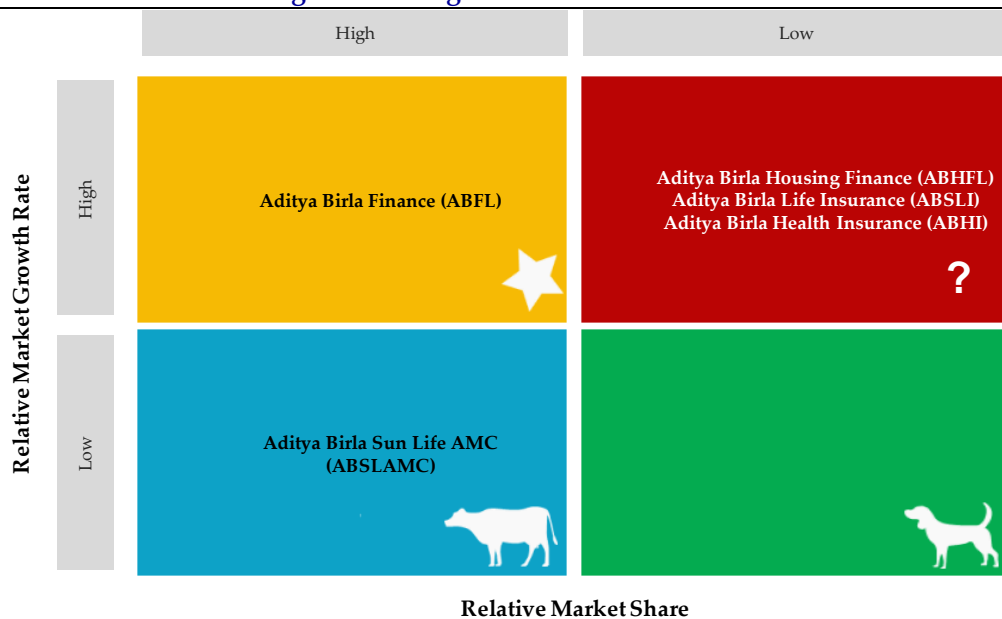 High
Low
Relative Market Growth Rate
High
Aditya Birla Finance (ABFL)
Aditya Birla Housing Finance (ABHFL)
Aditya Birla Life Insurance (ABSLI)
Aditya Birla Health Insurance (ABHI)
?
Low
Aditya Birla Sun Life AMC
(ABSLAMC)
Relative Market Share